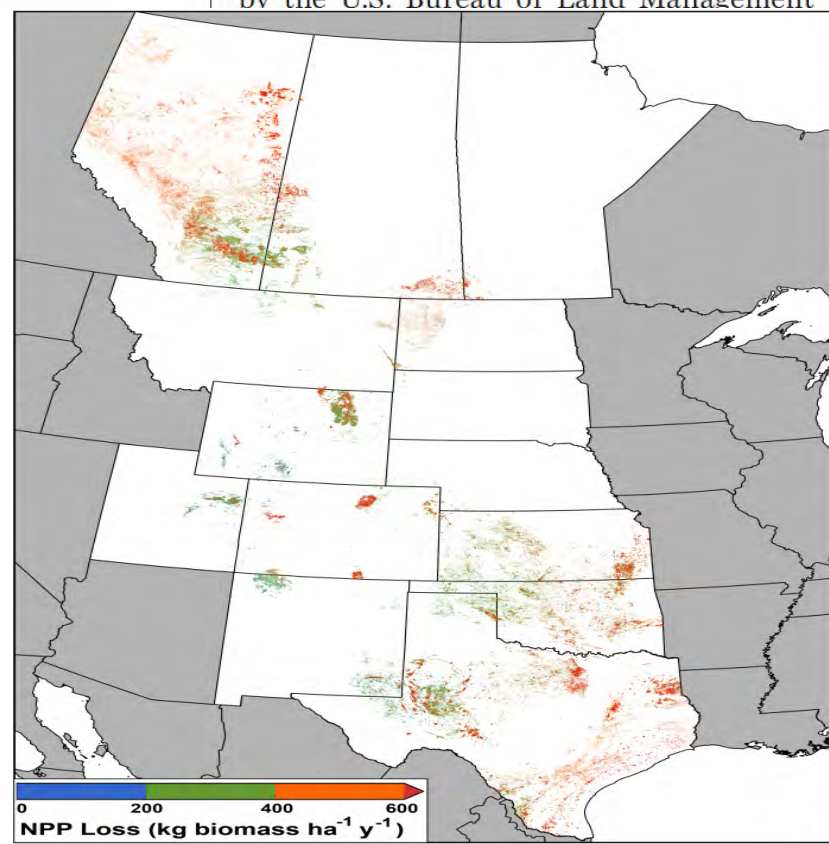 by the U.S. Bureau of Land Management
0 200 400 600
NPP Loss (kg biomass ha⁻¹ y⁻¹)